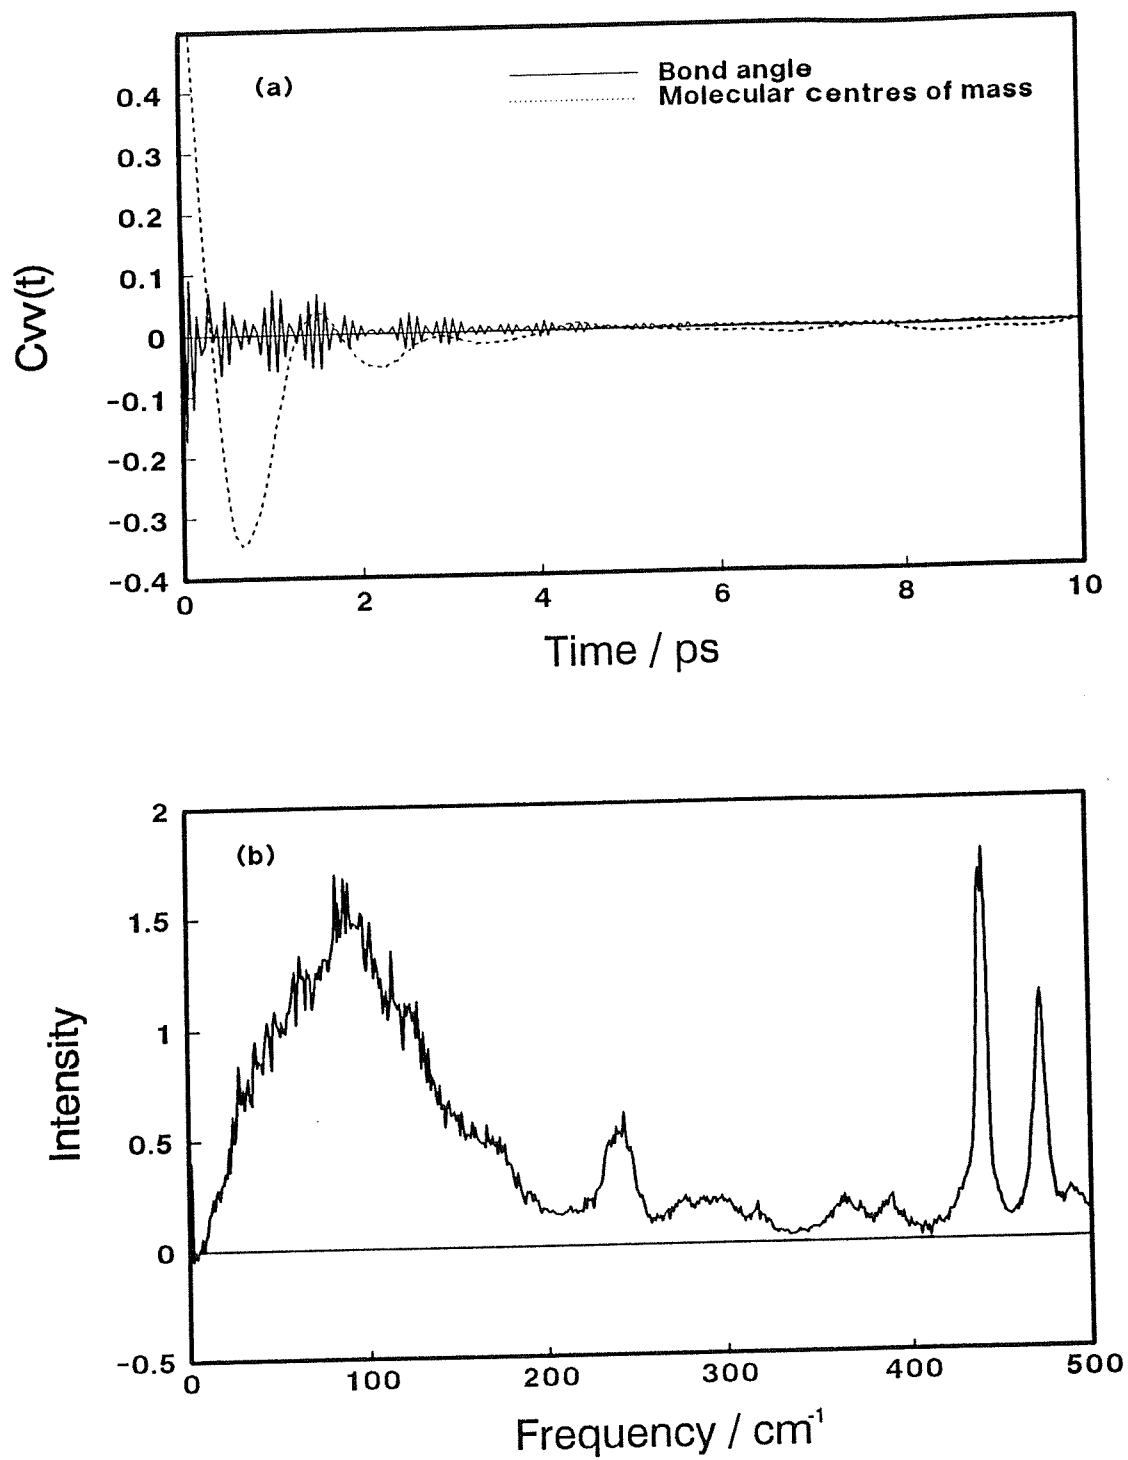 (a)
Bond angle
Molecular centres of mass
0.4
0.3
0.2
0.1
0
-0.1
-0.2
-0.3
-0.4
Cvv(t)
0 2 4 6 8 10
Time / ps
(b)
2
1.5
1
0.5
0
-0.5
Intensity
0 100 200 300 400 500
Frequency / cm⁻¹